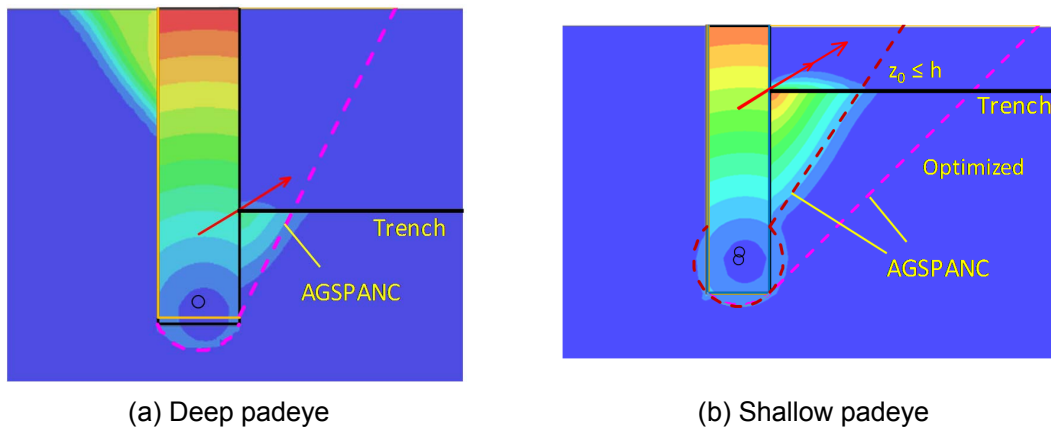 Trench
AGSPANC
(a) Deep padeye
z₀ ≤ h
Trench
Optimized
AGSPANC
(b) Shallow padeye